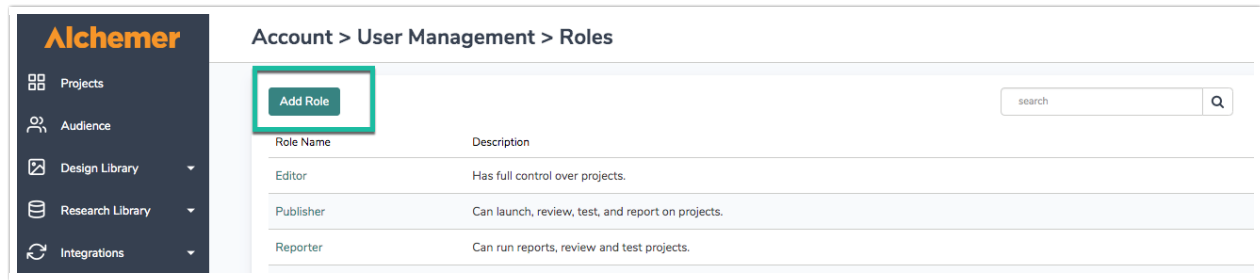 Alchemer
Account > User Management > Roles
Projects
Audience
Design Library
Research Library
Integrations
Add Role
search
Role Name Description
Editor Has full control over projects.
Publisher Can launch, review, test, and report on projects.
Reporter Can run reports, review and test projects.